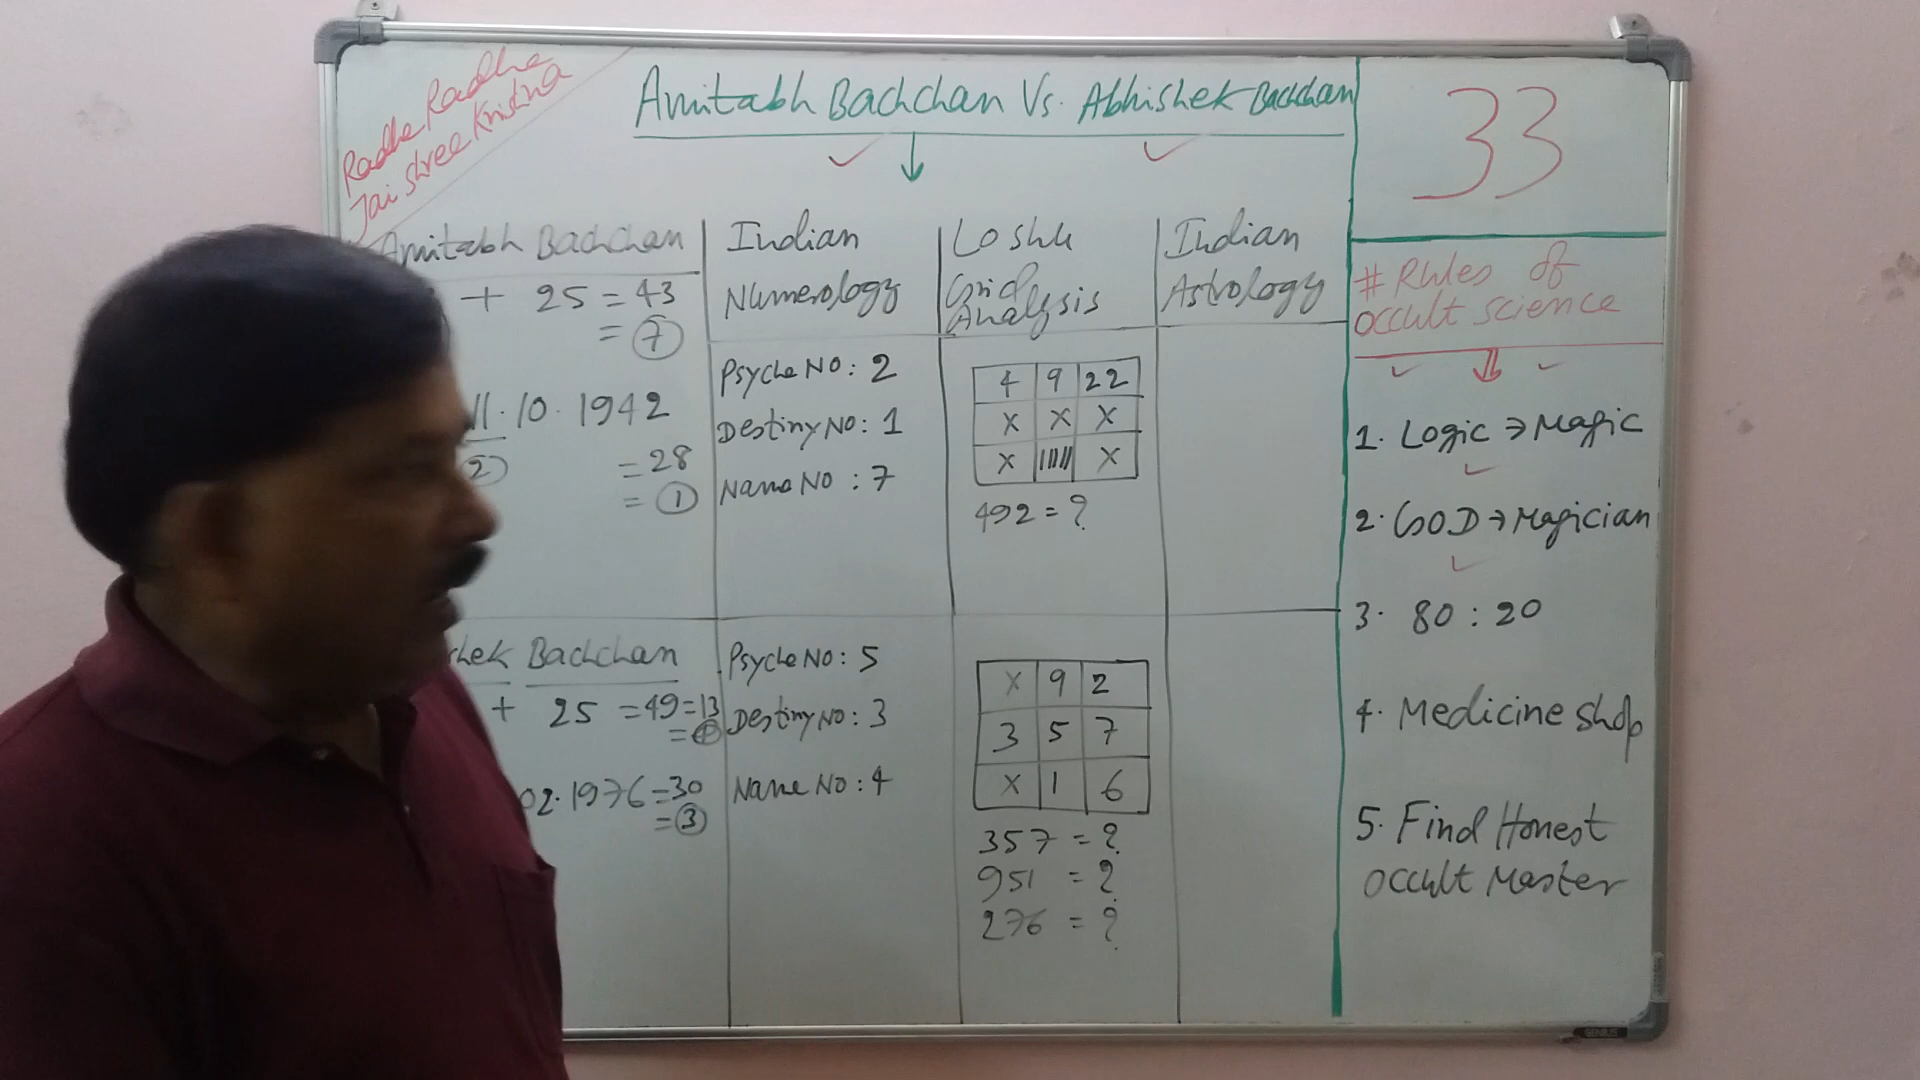 Radhe Radhe
Jai Shree Krishna
Amitabh Bachchan Vs. Abhishek Bachchan
33
Amitabh Bachchan
+ 25 = 43
= 7
11.10.1942
2
= 28
= 1
Indian
Numerology
Psyche No: 2
Destiny No: 1
Name No: 7
Loshu
Grid
Analysis
4 9 22
X X X
X 11111 X
492 = ?
Indian
Astrology
Bachchan
+ 25 = 49 = 13
= 4
02.1976 = 30
= 3
Psyche No: 5
Destiny No: 3
Name No: 4
X 9 2
3 5 7
X 1 6
357 = ?
951 = ?
276 = ?
# Rules of
Occult Science
1. Logic → Magic
2. GOD → Magician
3. 80 : 20
4. Medicine Shop
5. Find Honest
Occult Master
GENIUS